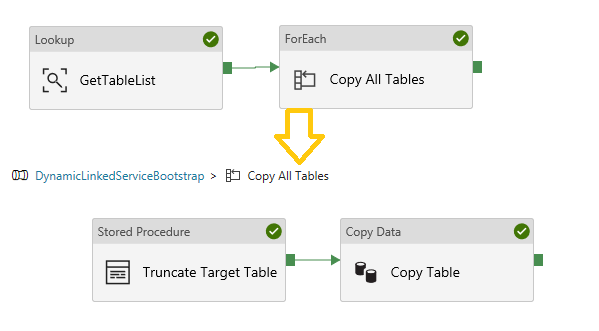 Lookup
GetTableList
ForEach
Copy All Tables
DynamicLinkedServiceBootstrap > Copy All Tables
Stored Procedure
Truncate Target Table
Copy Data
Copy Table